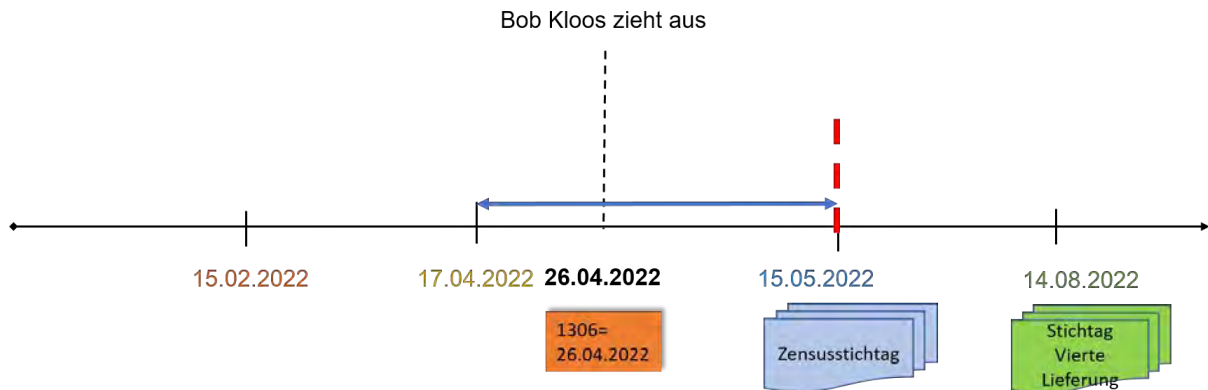 Bob Kloos zieht aus
15.02.2022
17.04.2022
26.04.2022
15.05.2022
14.08.2022
1306=
26.04.2022
Zensusstichtag
Stichtag
Vierte
Lieferung